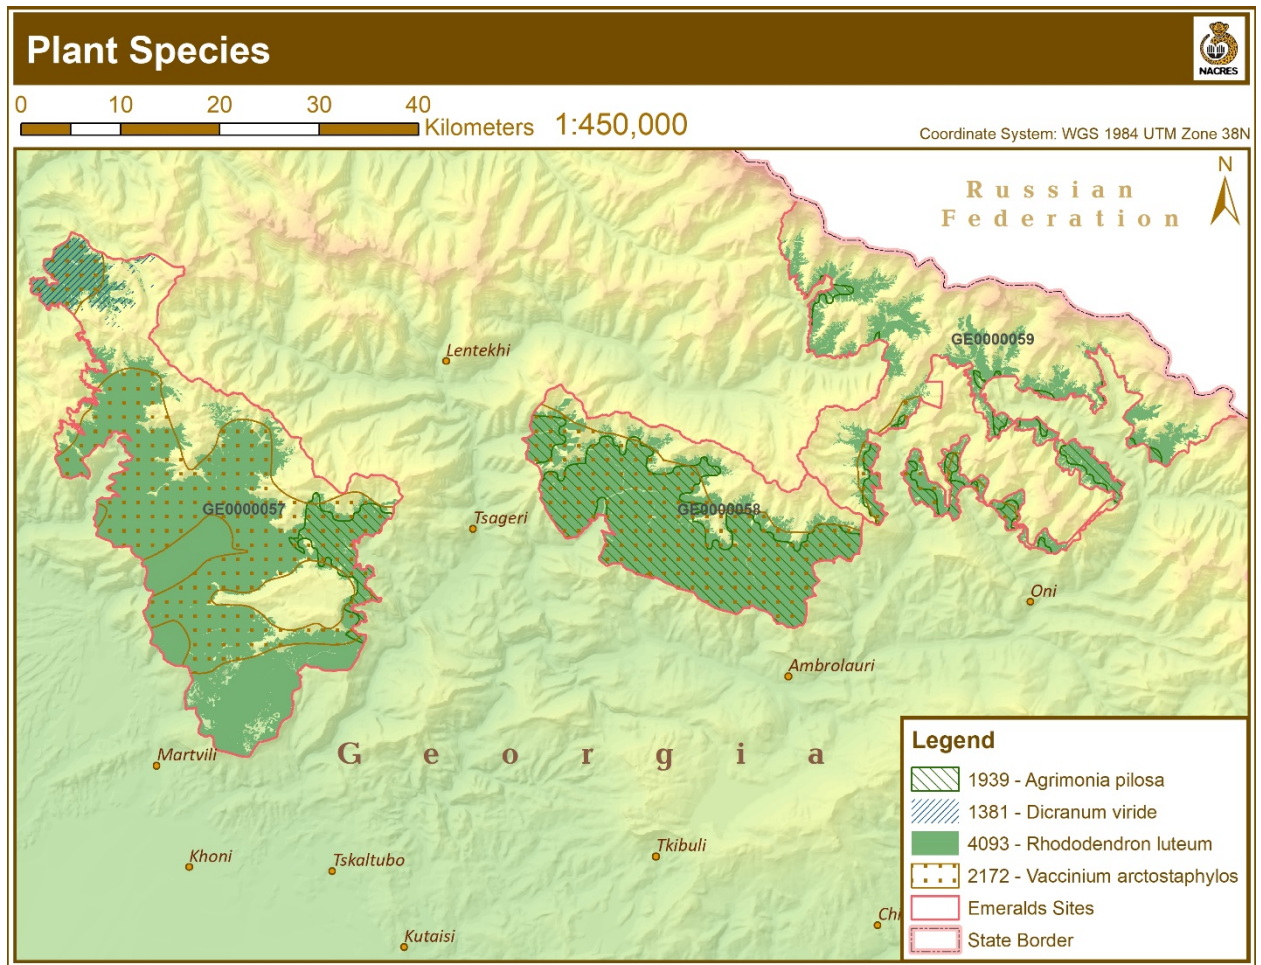 Plant Species
NACRES
0 10 20 30 40
Kilometers 1:450,000
Coordinate System: WGS 1984 UTM Zone 38N
N
Russian
Federation
GE0000059
Lentekhi
GE0000057
GE0000058
Tsageri
Oni
Ambrolauri
Georgia
Martvili
Khoni
Tskaltubo
Tkibuli
Kutaisi
Chi
Legend
1939 - Agrimonia pilosa
1381 - Dicranum viride
4093 - Rhododendron luteum
2172 - Vaccinium arctostaphylos
Emeralds Sites
State Border